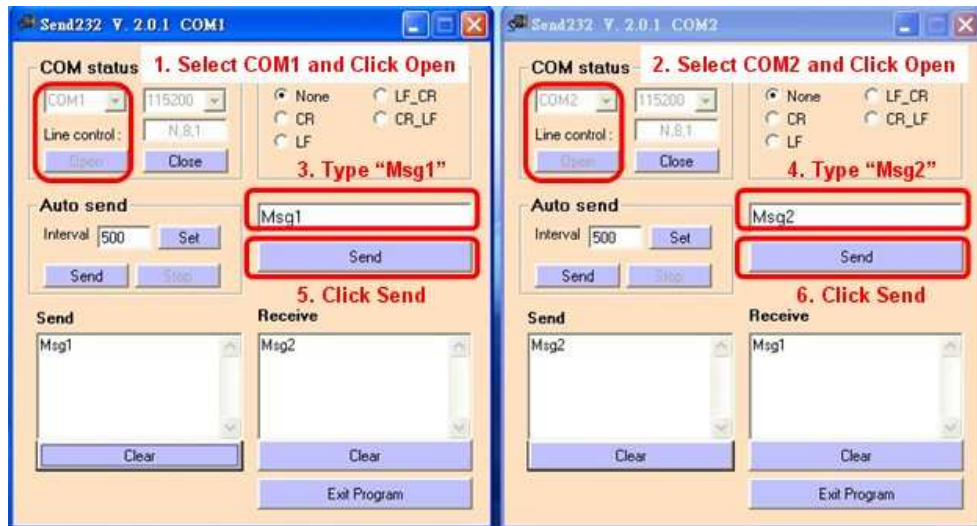 Send232 V. 2.0.1 COM1
COM status
1. Select COM1 and Click Open
COM1
115200
None
LF_CR
CR
CR_LF
LF
Line control :
N,8,1
Open
Close
3. Type “Msg1”
Auto send
Interval
500
Set
Msg1
Send
Send
Stop
5. Click Send
Send
Receive
Msg1
Msg2
Clear
Clear
Exit Program
Send232 V. 2.0.1 COM2
COM status
2. Select COM2 and Click Open
COM2
115200
None
LF_CR
CR
CR_LF
LF
Line control :
N,8,1
Open
Close
4. Type “Msg2”
Auto send
Interval
500
Set
Msg2
Send
Send
Stop
6. Click Send
Send
Receive
Msg2
Msg1
Clear
Clear
Exit Program